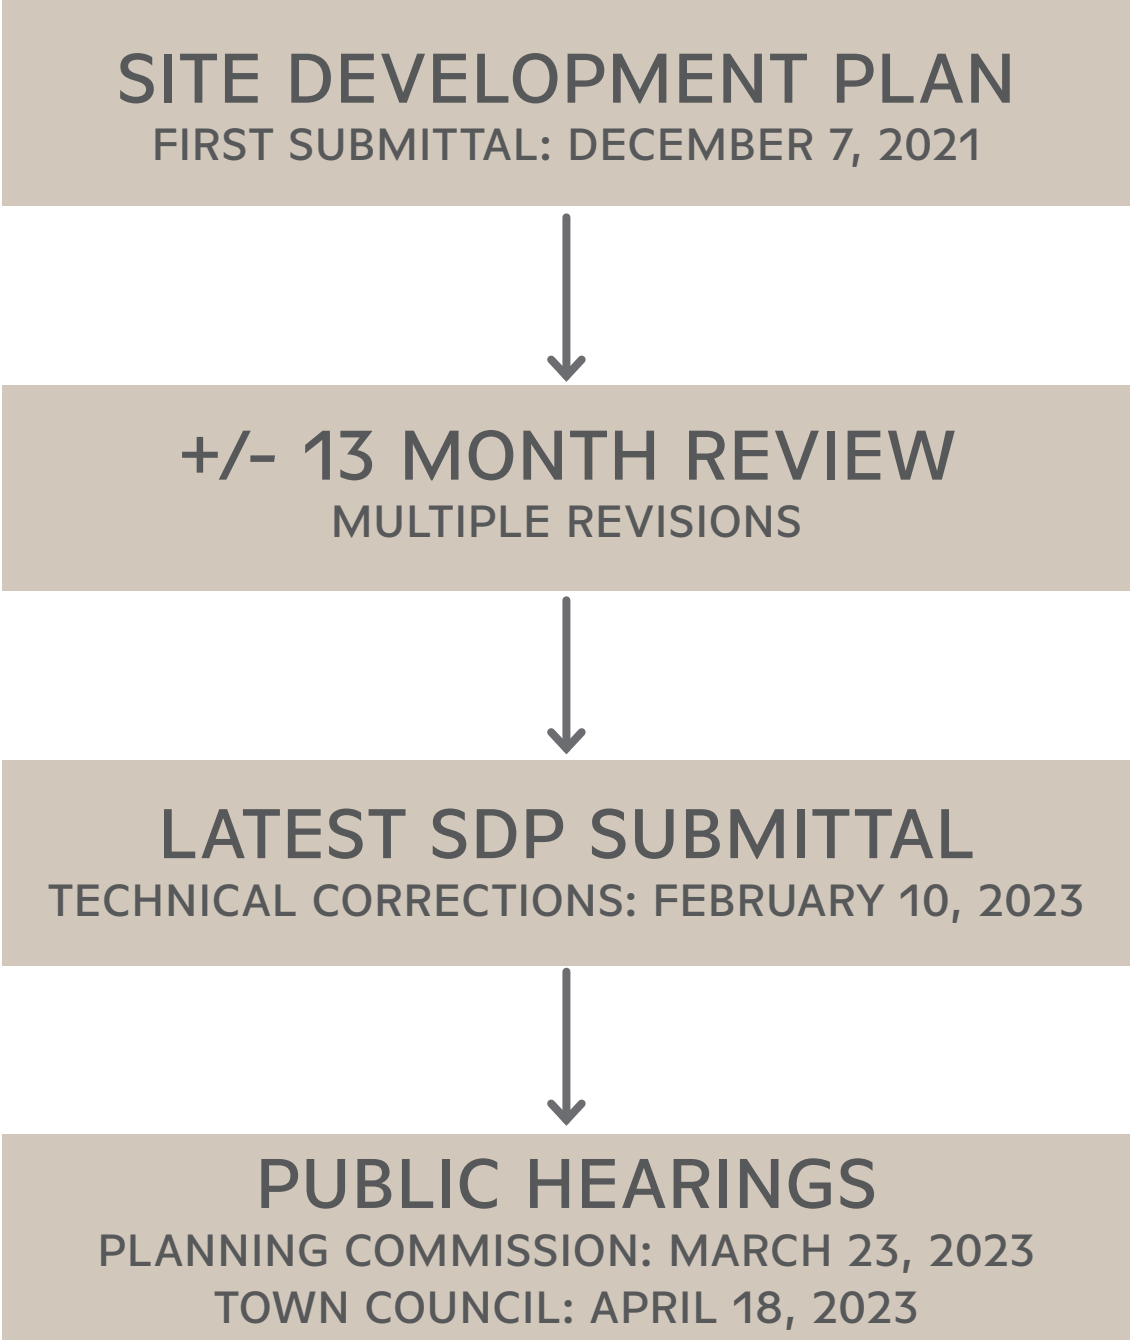 SITE DEVELOPMENT PLAN
FIRST SUBMITTAL: DECEMBER 7, 2021
+/- 13 MONTH REVIEW
MULTIPLE REVISIONS
LATEST SDP SUBMITTAL
TECHNICAL CORRECTIONS: FEBRUARY 10, 2023
PUBLIC HEARINGS
PLANNING COMMISSION: MARCH 23, 2023
TOWN COUNCIL: APRIL 18, 2023